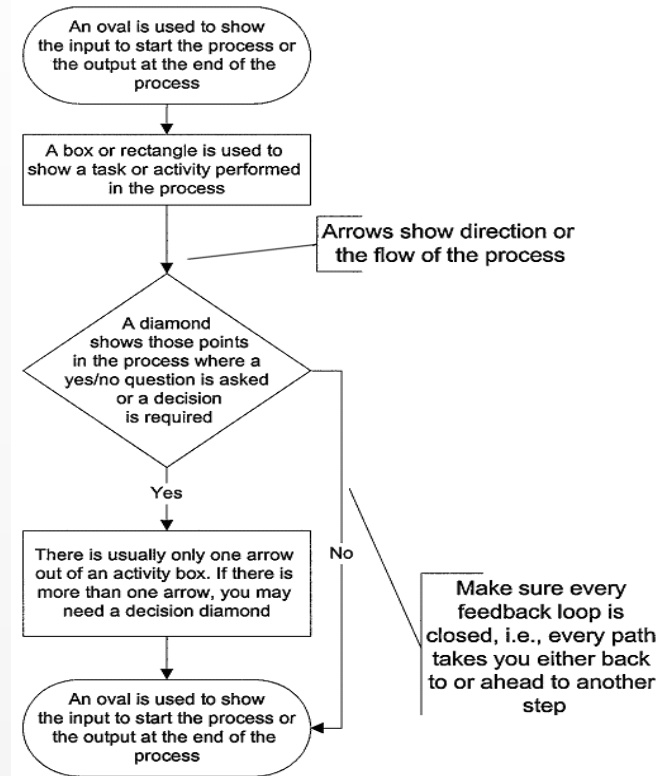 An oval is used to show
the input to start the process or
the output at the end of the
process
A box or rectangle is used to
show a task or activity performed
in the process
Arrows show direction or
the flow of the process
A diamond
shows those points
in the process where a
yes/no question is asked
or a decision
is required
Yes
No
There is usually only one arrow
out of an activity box. If there is
more than one arrow, you may
need a decision diamond
Make sure every
feedback loop is
closed, i.e., every path
takes you either back
to or ahead to another
step
An oval is used to show
the input to start the process or
the output at the end of the
process